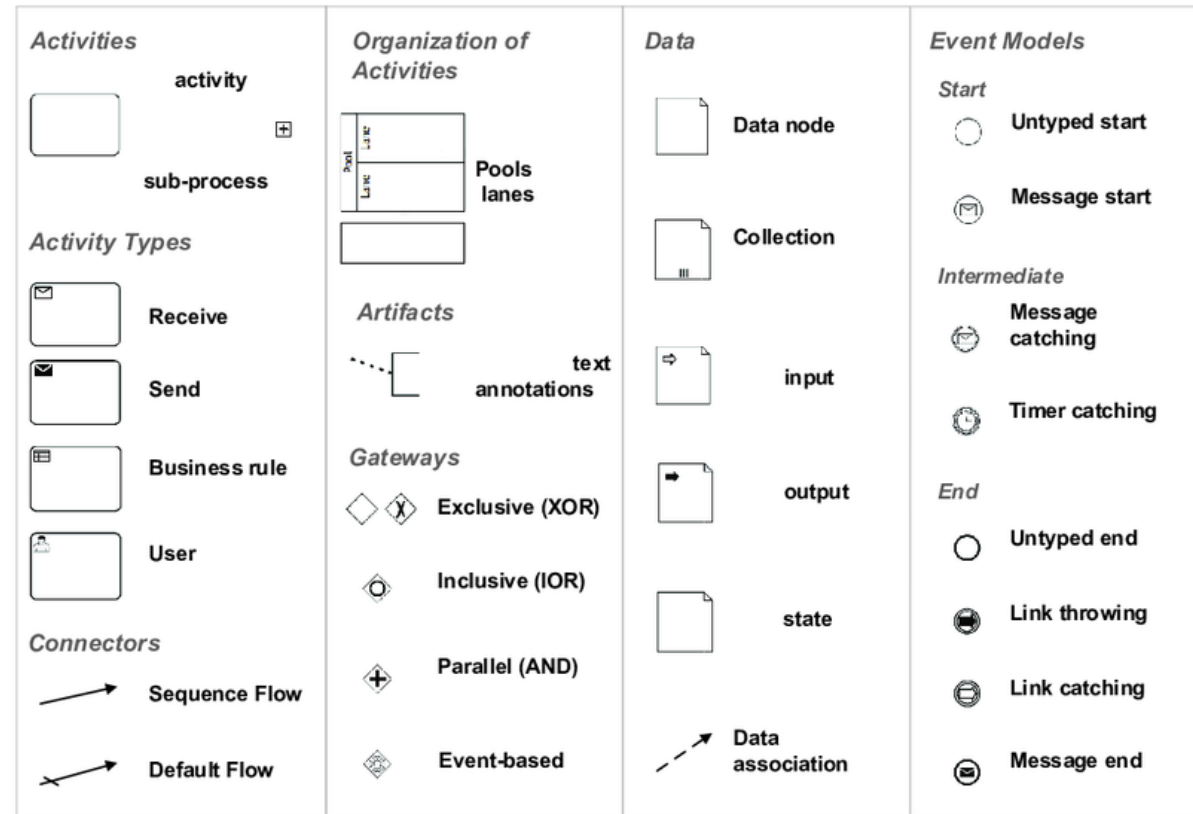 Activities
activity
sub-process
Activity Types
Receive
Send
Business rule
User
Connectors
Sequence Flow
Default Flow
Organization of
Activities
Pool
Lane
Lane
Pools
lanes
Artifacts
text
annotations
Gateways
X
Exclusive (XOR)
Inclusive (IOR)
Parallel (AND)
Event-based
Data
Data node
Collection
input
output
state
Data
association
Event Models
Start
Untyped start
Message start
Intermediate
Message
catching
Timer catching
End
Untyped end
Link throwing
Link catching
Message end